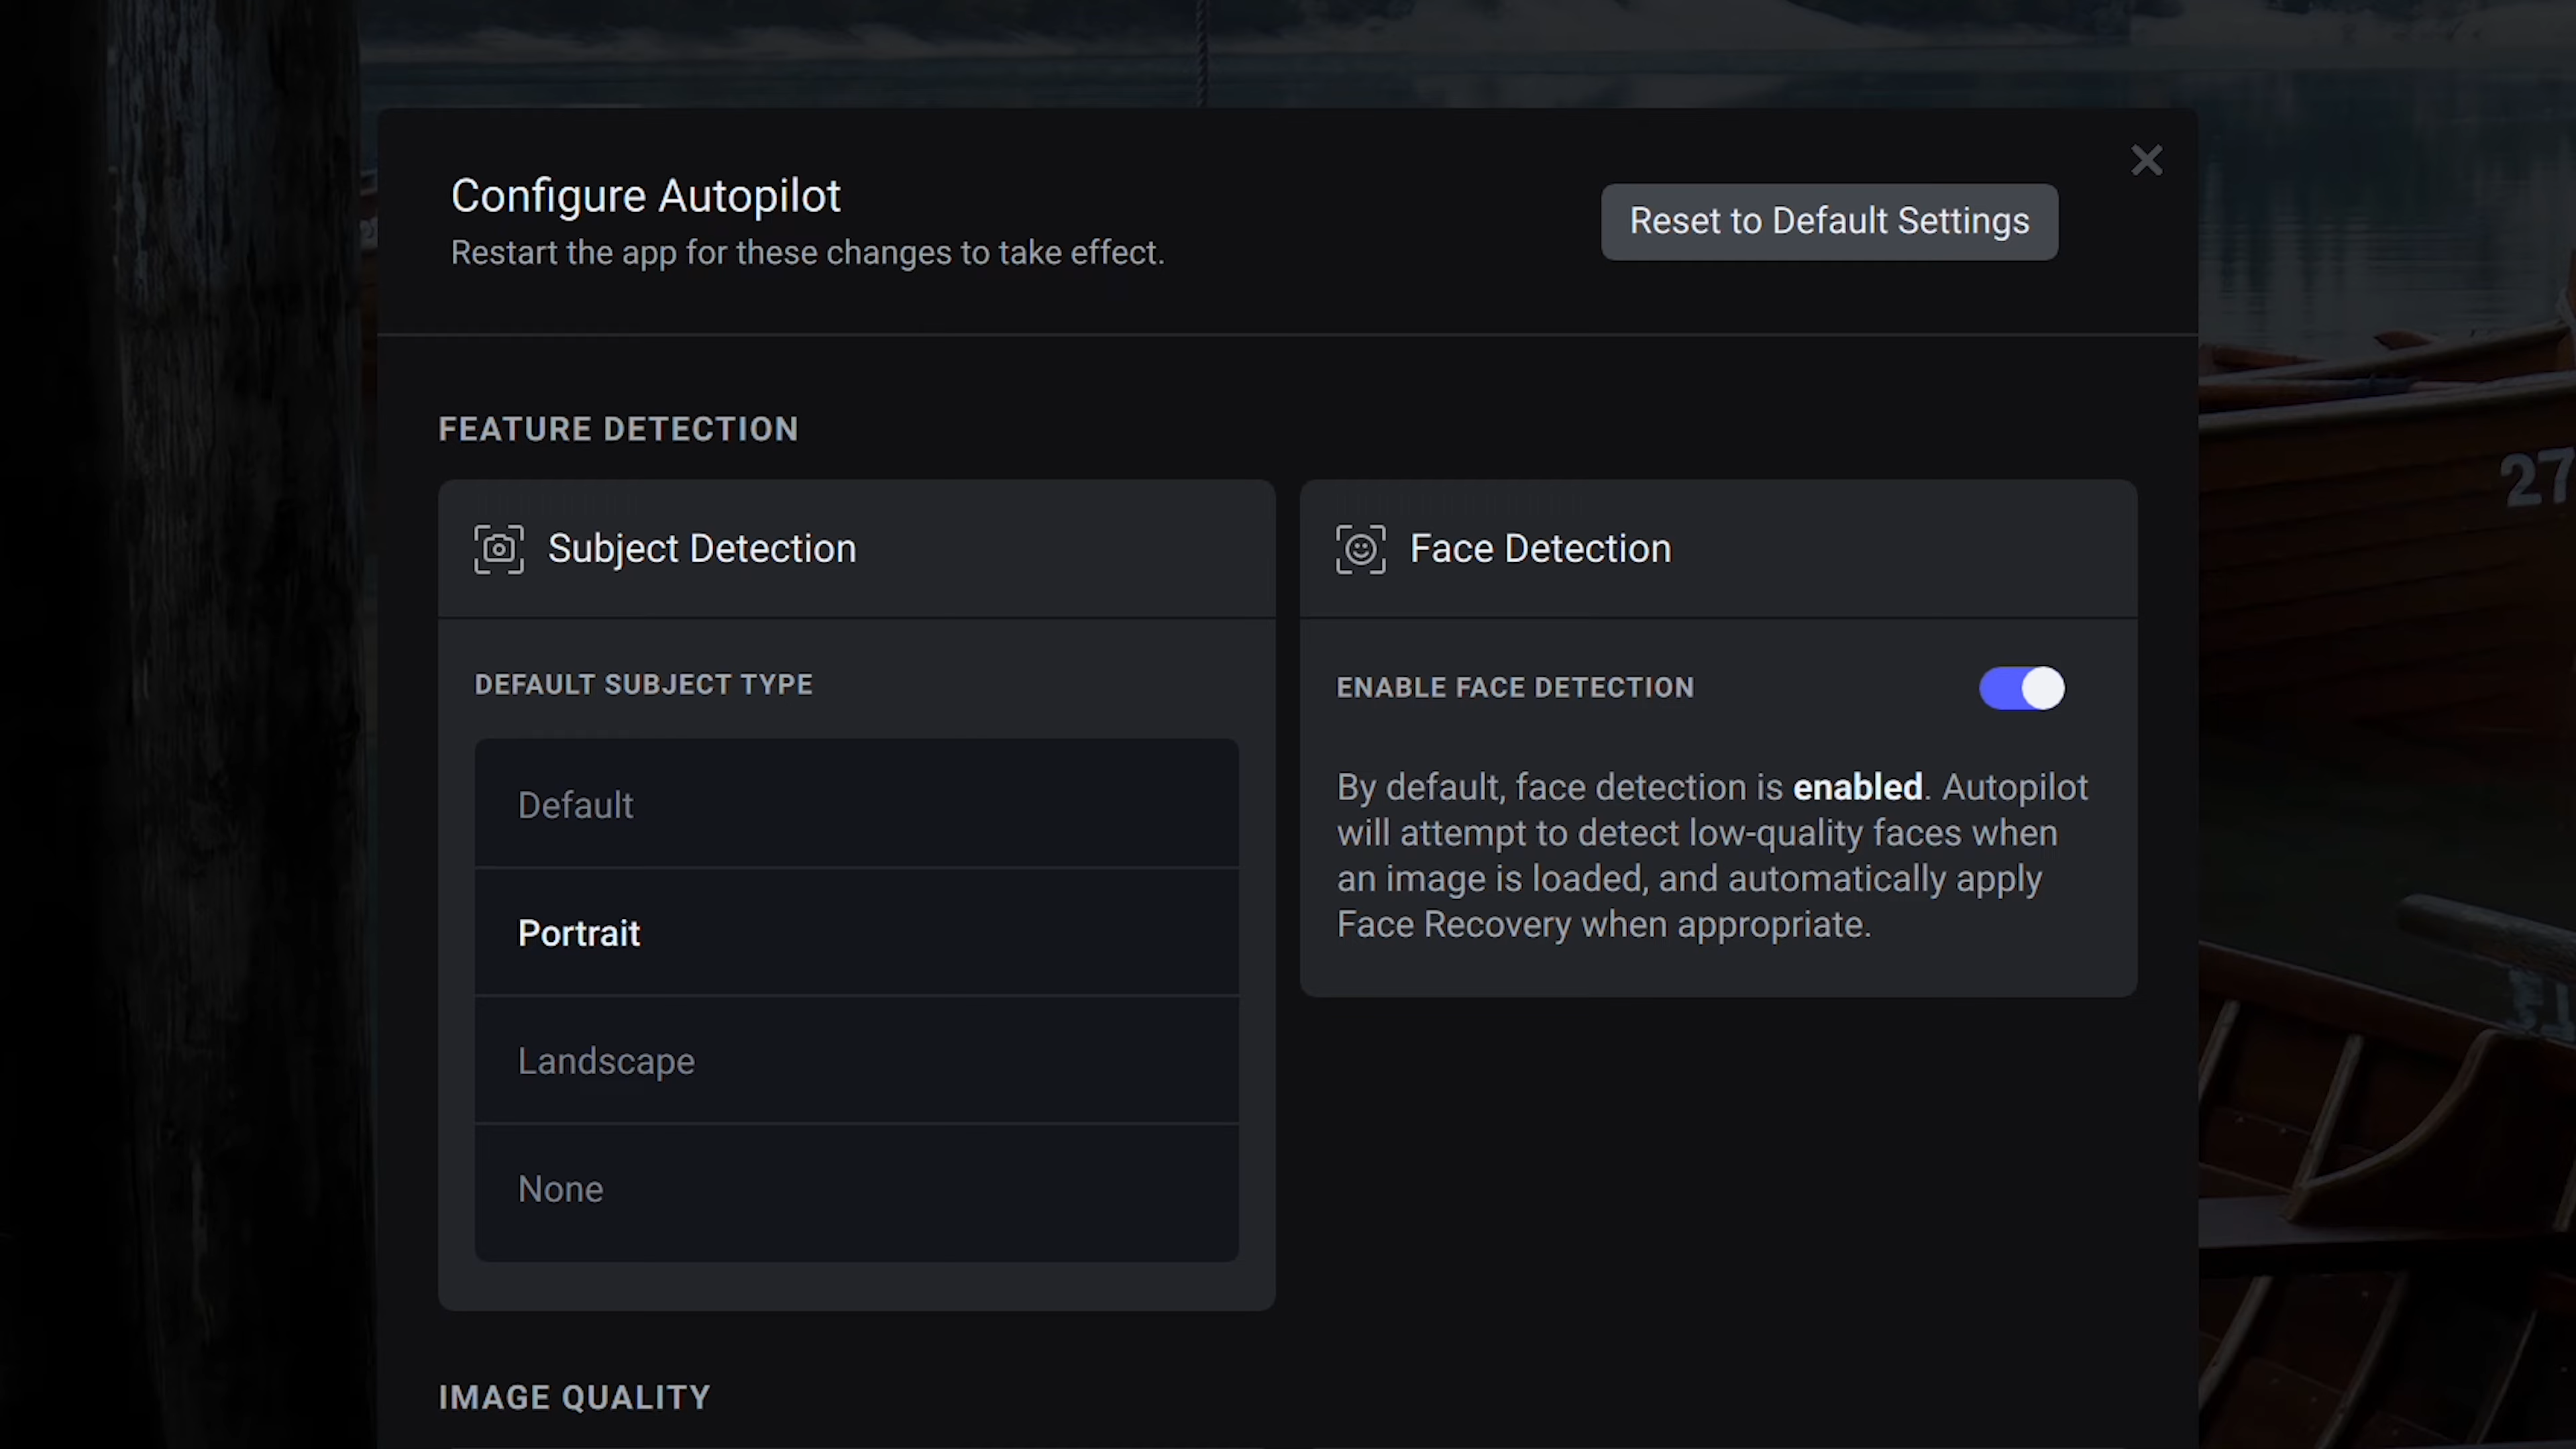 Configure Autopilot
Restart the app for these changes to take effect.
Reset to Default Settings
FEATURE DETECTION
Subject Detection
DEFAULT SUBJECT TYPE
Default
Portrait
Landscape
None
Face Detection
ENABLE FACE DETECTION
By default, face detection is enabled. Autopilot
will attempt to detect low-quality faces when
an image is loaded, and automatically apply
Face Recovery when appropriate.
IMAGE QUALITY
27